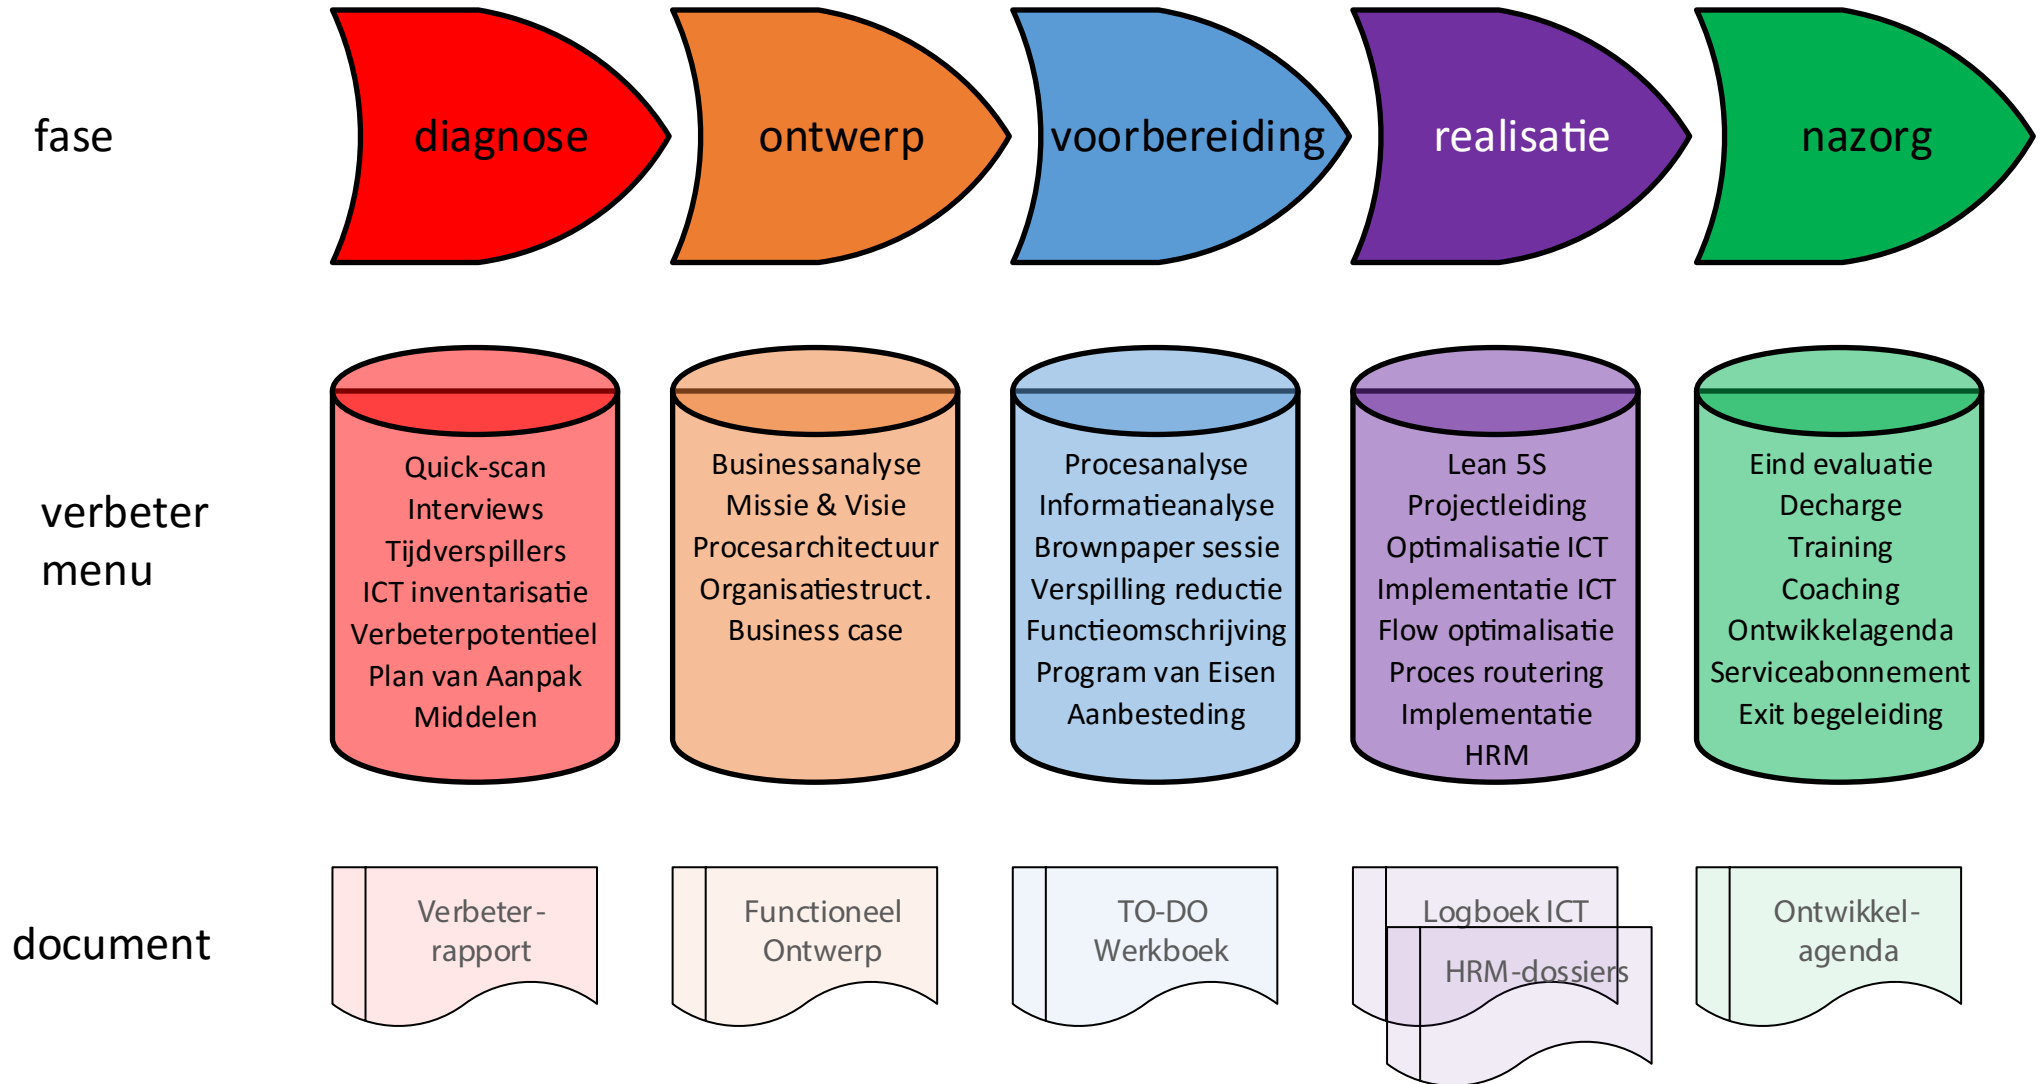 fase
diagnose
ontwerp
voorbereiding
realisatie
nazorg
verbeter
menu
Quick-scan
Interviews
Tijdverspillers
ICT inventarisatie
Verbeterpotentieel
Plan van Aanpak
Middelen
Businessanalyse
Missie & Visie
Procesarchitectuur
Organisatiestruct.
Business case
Procesanalyse
Informatieanalyse
Brownpaper sessie
Verspilling reductie
Functieomschrijving
Program van Eisen
Aanbesteding
Lean 5S
Projectleiding
Optimalisatie ICT
Implementatie ICT
Flow optimalisatie
Proces routering
Implementatie
HRM
Eind evaluatie
Decharge
Training
Coaching
Ontwikkelagenda
Serviceabonnement
Exit begeleiding
document
Verbeter-
rapport
Functioneel
Ontwerp
TO-DO
Werkboek
Logboek ICT
HRM-dossiers
Ontwikkel-
agenda